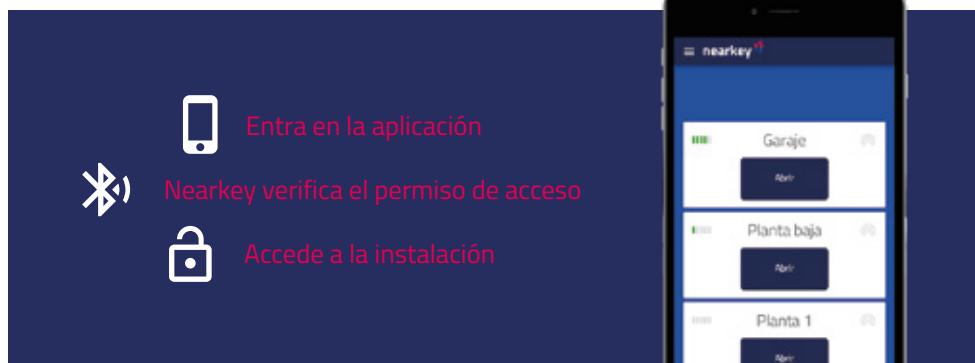 Entra en la aplicación
Nearkey verifica el permiso de acceso
Accede a la instalación
nearkey
Garaje
Abrir
Planta baja
Abrir
Planta 1
Abrir